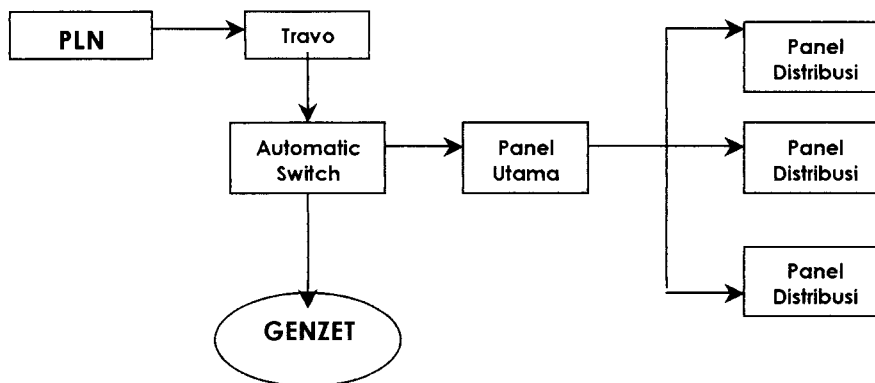 PLN
Travo
Panel
Distribusi
Automatic
Switch
Panel
Utama
Panel
Distribusi
Panel
Distribusi
GENZET